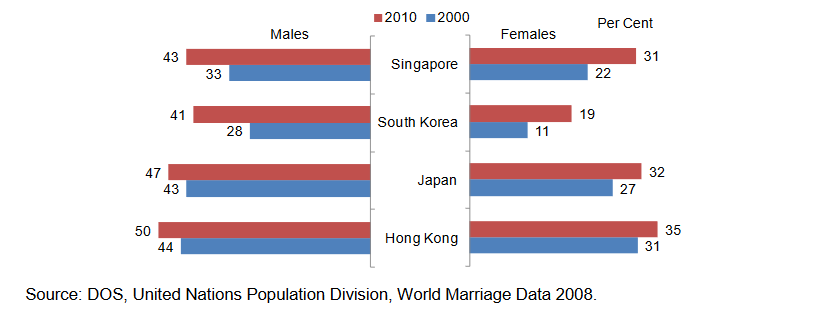 2010 2000
Males Females Per Cent
43 Singapore 31
33 22
41 South Korea 19
28 11
47 Japan 32
43 27
50 Hong Kong 35
44 31
Source: DOS, United Nations Population Division, World Marriage Data 2008.